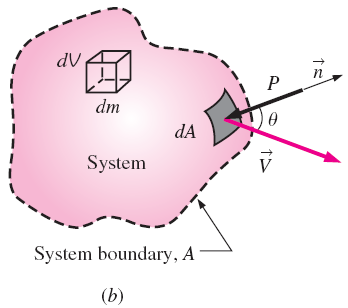 dV
dm
System
dA
P
n⃗
θ
V⃗
System boundary, A
(b)